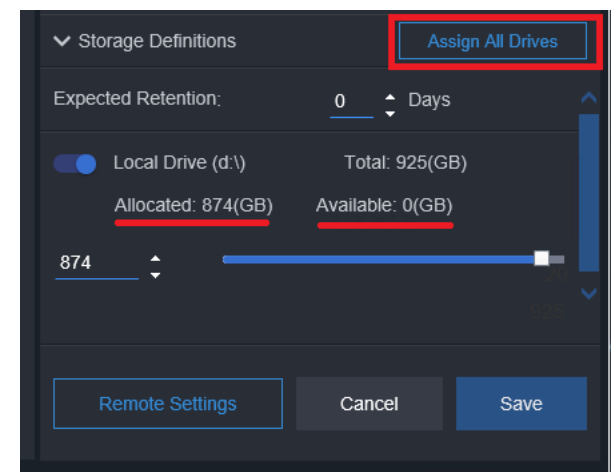 Storage Definitions Assign All Drives
Expected Retention: 0 Days
Local Drive (d:\) Total: 925(GB)
Allocated: 874(GB) Available: 0(GB)
874
925
Remote Settings Cancel Save